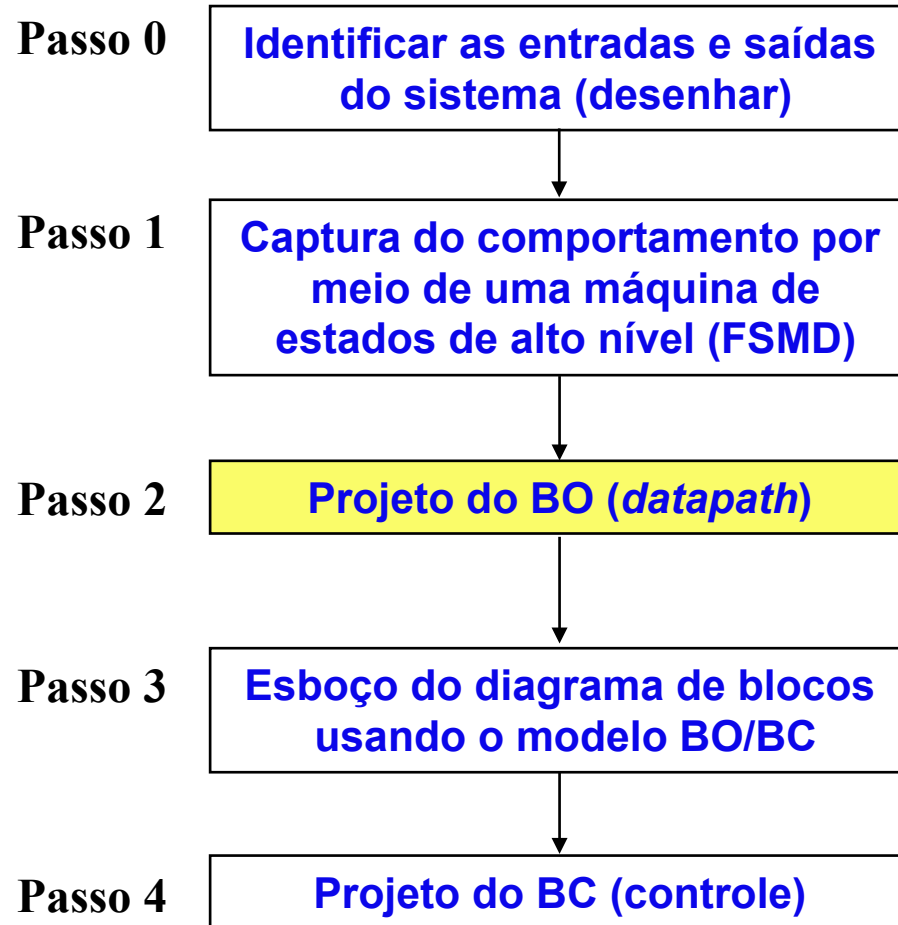 Passo 0
Identificar as entradas e saídas
do sistema (desenhar)
Passo 1
Captura do comportamento por
meio de uma máquina de
estados de alto nível (FSMD)
Passo 2
Projeto do BO (datapath)
Passo 3
Esboço do diagrama de blocos
usando o modelo BO/BC
Passo 4
Projeto do BC (controle)